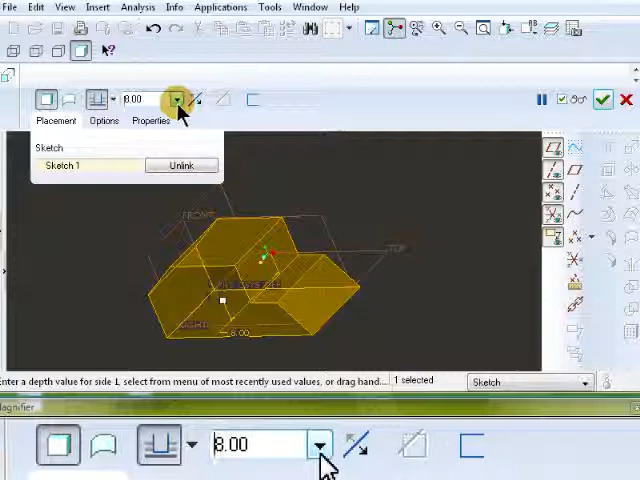 File Edit View Insert Analysis Info Applications Tools Window Help
8.00
Placement Options Properties
Sketch
Sketch 1 Unlink
FRONT
TOP
8.00
Enter a depth value for side 1, select from menu of most recently used values, or drag hand... 1 selected Sketch
Magnifier
8.00